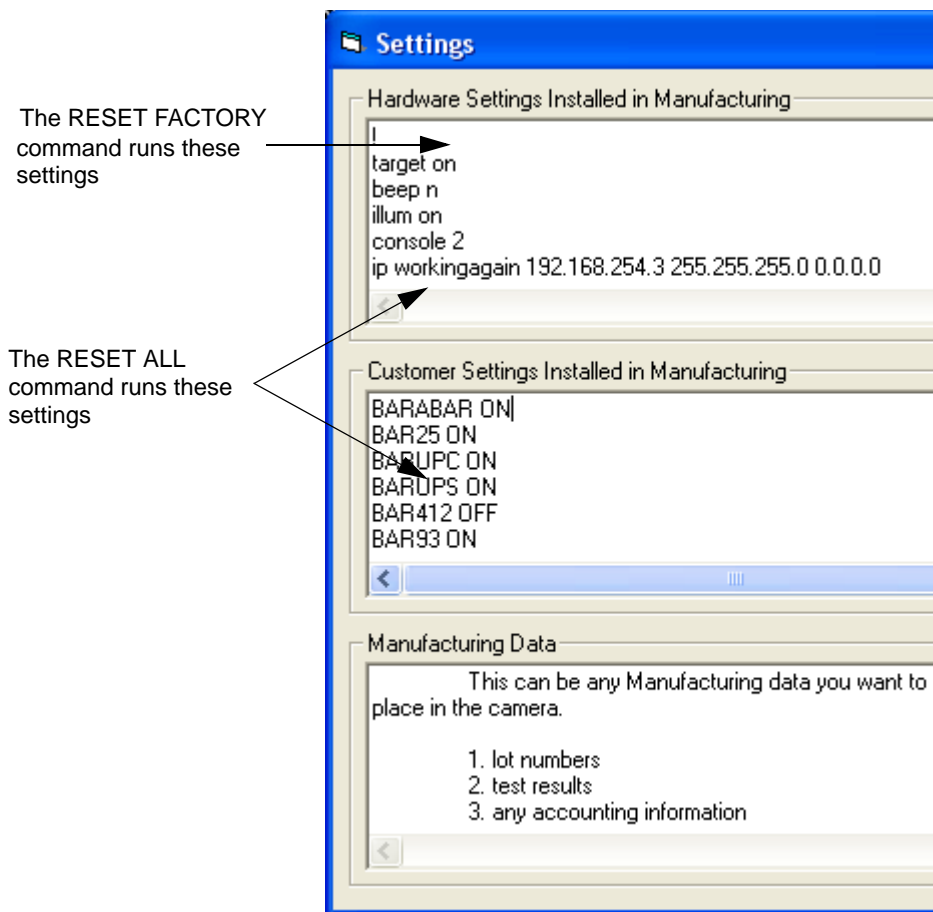 Settings
The RESET FACTORY
command runs these
settings
Hardware Settings Installed in Manufacturing
!
target on
beep n
illum on
console 2
ip workingagain 192.168.254.3 255.255.255.0 0.0.0.0
The RESET ALL
command runs these
settings
Customer Settings Installed in Manufacturing
BARABAR ON
BAR25 ON
BARUPC ON
BARUPS ON
BAR412 OFF
BAR93 ON
Manufacturing Data
This can be any Manufacturing data you want to
place in the camera.
1. lot numbers
2. test results
3. any accounting information